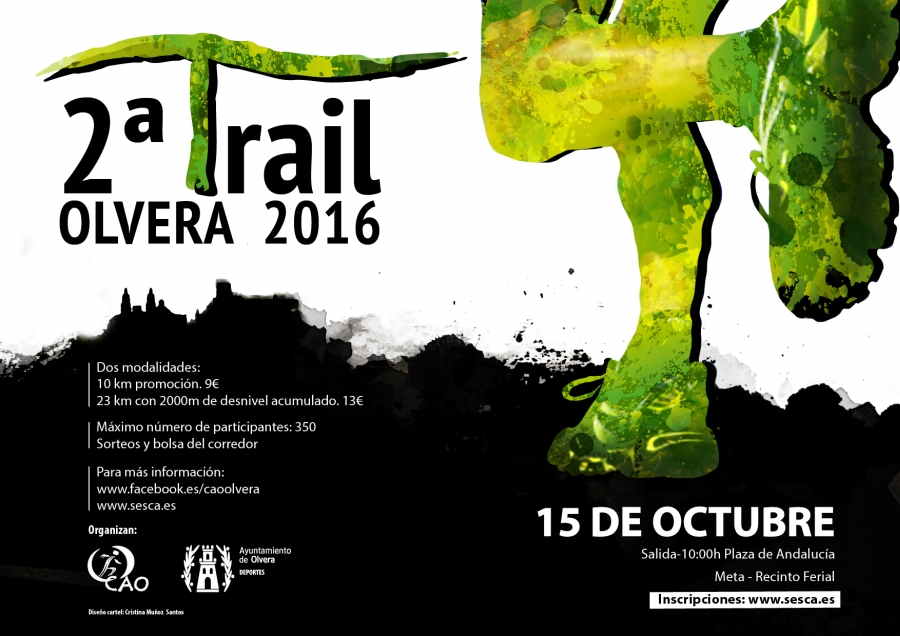 2ª Trail
OLVERA 2016
Dos modalidades:
10 km promoción. 9€
23 km con 2000m de desnivel acumulado. 13€
Máximo número de participantes: 350
Sorteos y bolsa del corredor
Para más información:
www.facebook.es/caoolvera
www.sesca.es
Organizan:
CAO
Ayuntamiento
de Olvera
DEPORTES
Diseño cartel: Cristina Muñoz Santos
15 DE OCTUBRE
Salida-10:00h Plaza de Andalucía
Meta - Recinto Ferial
Inscripciones: www.sesca.es